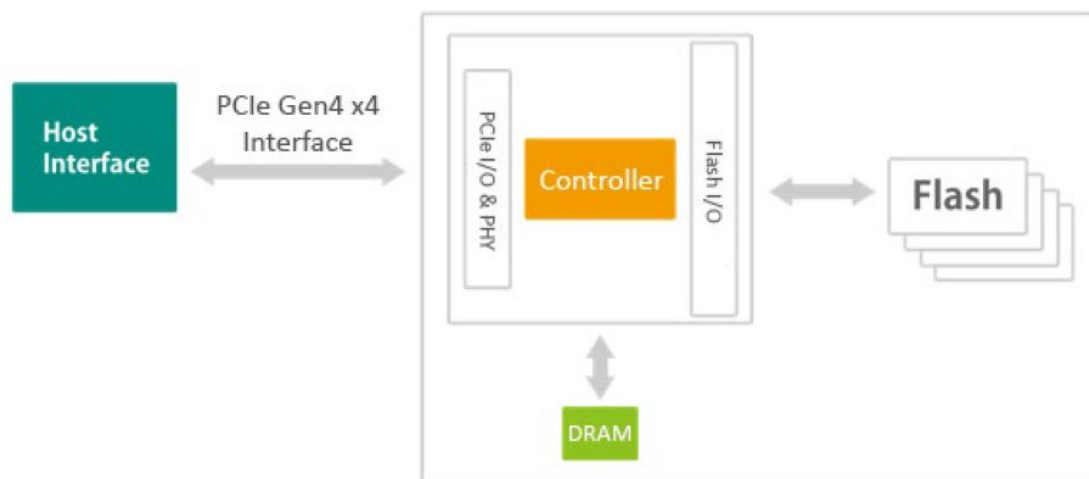 Host
Interface
PCIe Gen4 x4
Interface
PCIe I/O & PHY
Controller
Flash I/O
Flash
DRAM